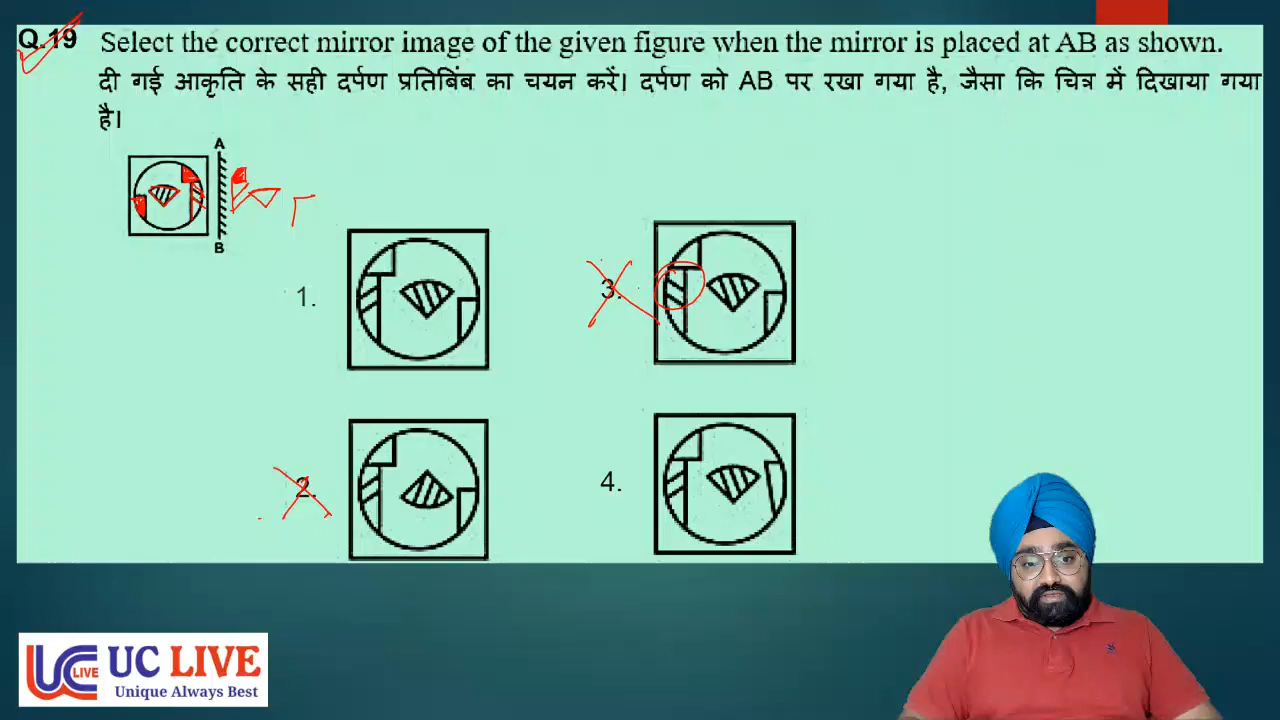 Q.19 Select the correct mirror image of the given figure when the mirror is placed at AB as shown.
दी गई आकृति के सही दर्पण प्रतिबिंब का चयन करें। दर्पण को AB पर रखा गया है, जैसा कि चित्र में दिखाया गया
है।
A
B
1.
3.
2.
4.
UC LIVE
LIVE
Unique Always Best